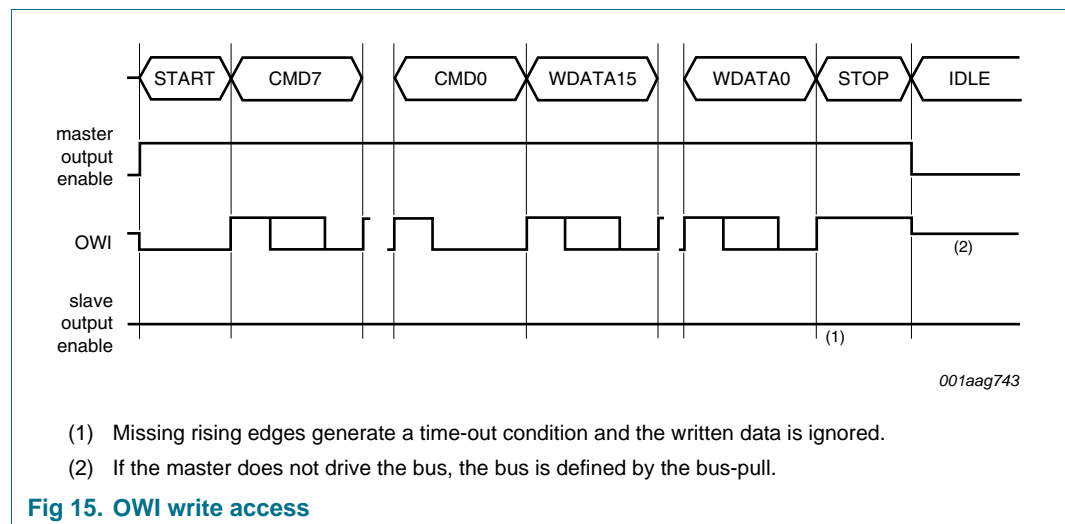 START CMD7 CMD0 WDATA15 WDATA0 STOP IDLE
master
output
enable
OWI
(2)
slave
output
enable
(1)
001aag743
(1) Missing rising edges generate a time-out condition and the written data is ignored.
(2) If the master does not drive the bus, the bus is defined by the bus-pull.
Fig 15. OWI write access